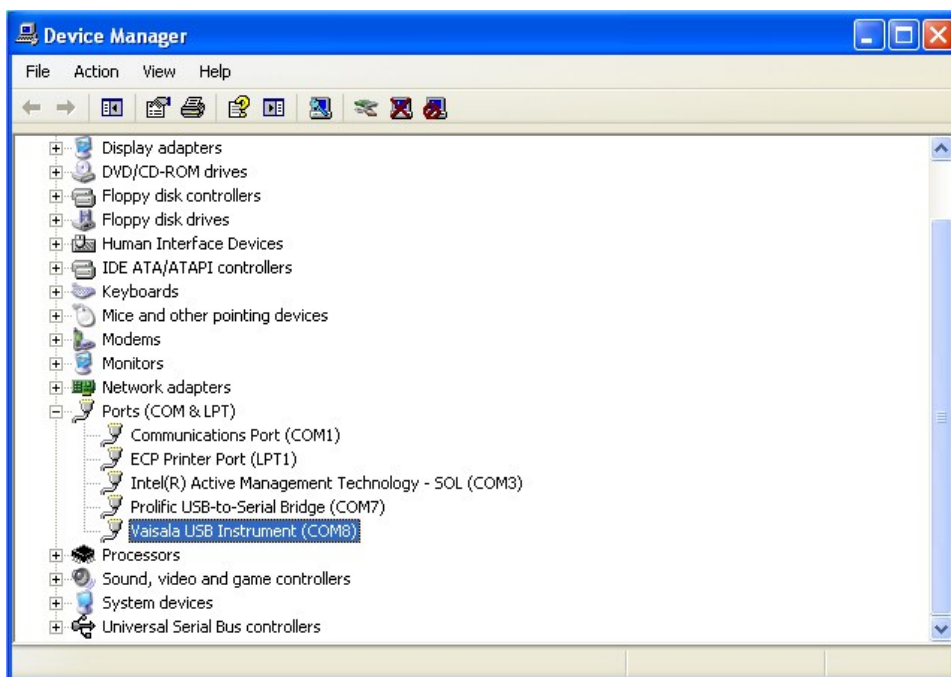 Device Manager
File Action View Help
Display adapters
DVD/CD-ROM drives
Floppy disk controllers
Floppy disk drives
Human Interface Devices
IDE ATA/ATAPI controllers
Keyboards
Mice and other pointing devices
Modems
Monitors
Network adapters
Ports (COM & LPT)
Communications Port (COM1)
ECP Printer Port (LPT1)
Intel(R) Active Management Technology - SOL (COM3)
Prolific USB-to-Serial Bridge (COM7)
Vaisala USB Instrument (COM8)
Processors
Sound, video and game controllers
System devices
Universal Serial Bus controllers